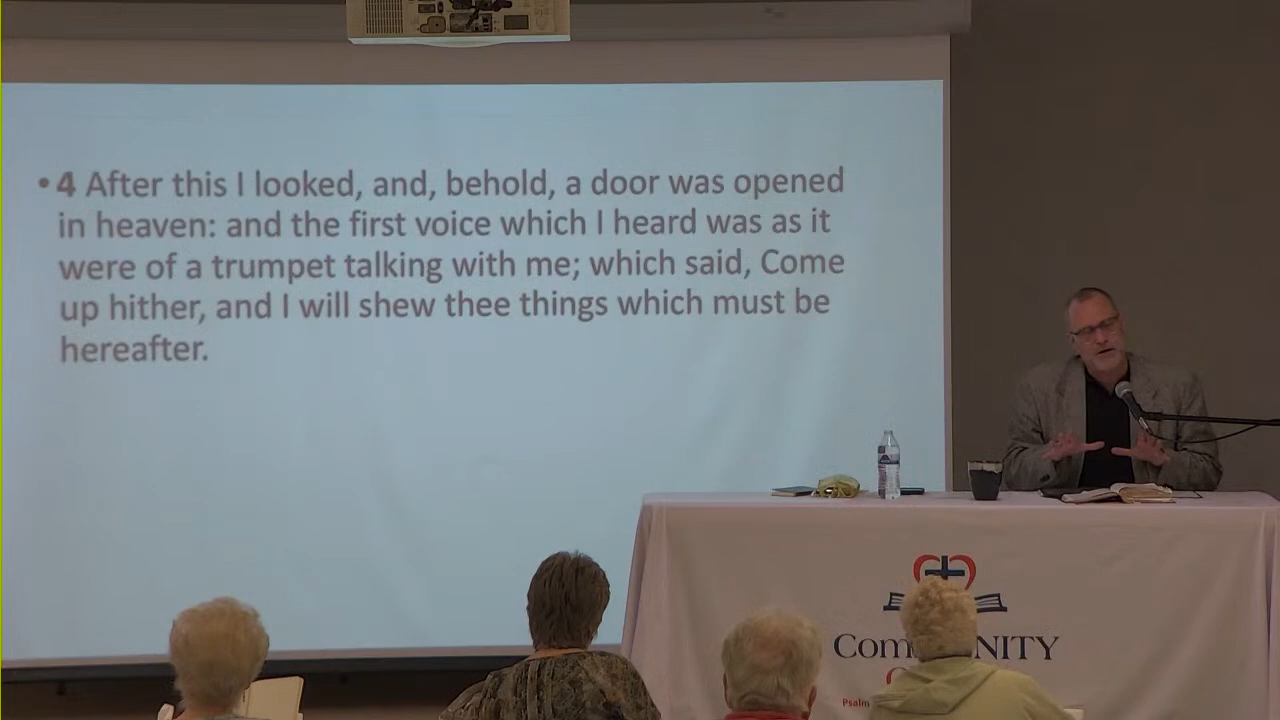 • 4 After this I looked, and, behold, a door was opened
in heaven: and the first voice which I heard was as it
were of a trumpet talking with me; which said, Come
up hither, and I will shew thee things which must be
hereafter.
Psalm